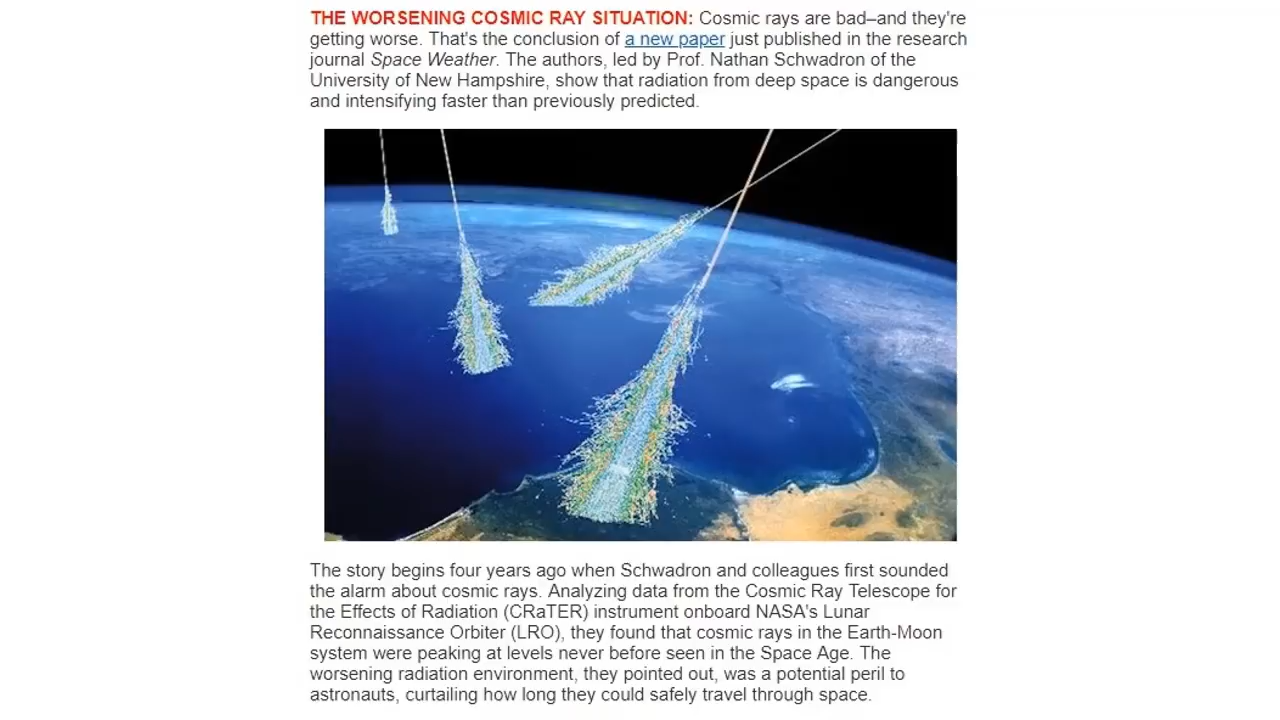 THE WORSENING COSMIC RAY SITUATION: Cosmic rays are bad–and they're
getting worse. That's the conclusion of a new paper just published in the research
journal Space Weather. The authors, led by Prof. Nathan Schwadron of the
University of New Hampshire, show that radiation from deep space is dangerous
and intensifying faster than previously predicted.
The story begins four years ago when Schwadron and colleagues first sounded
the alarm about cosmic rays. Analyzing data from the Cosmic Ray Telescope for
the Effects of Radiation (CRaTER) instrument onboard NASA's Lunar
Reconnaissance Orbiter (LRO), they found that cosmic rays in the Earth-Moon
system were peaking at levels never before seen in the Space Age. The
worsening radiation environment, they pointed out, was a potential peril to
astronauts, curtailing how long they could safely travel through space.